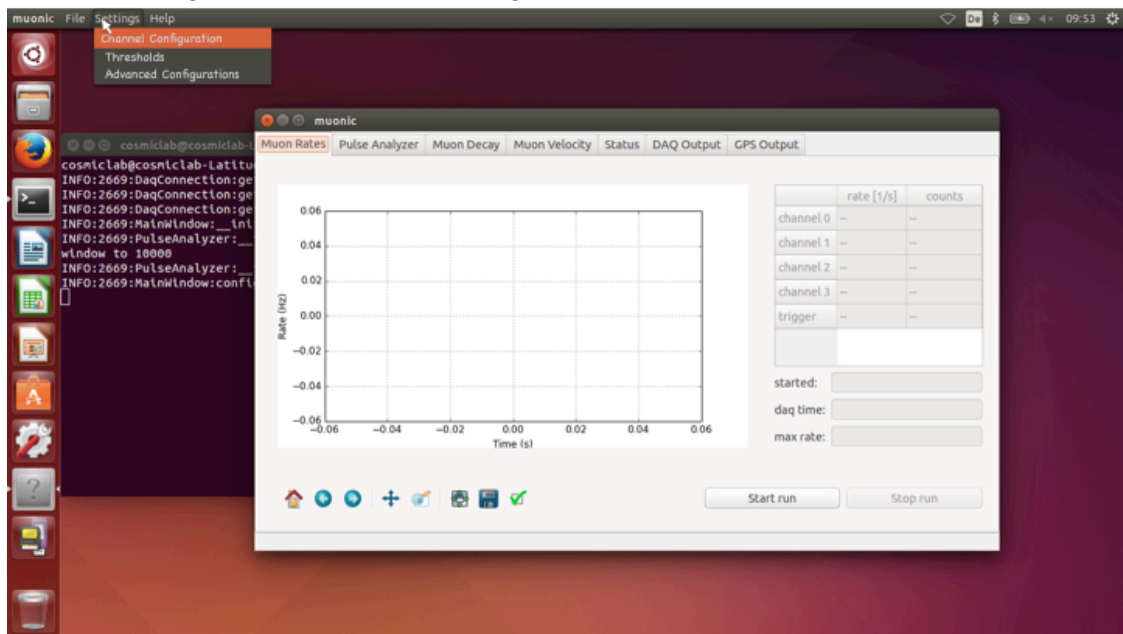 muonic File Settings Help
De 09:53
Channel Configuration
Thresholds
Advanced Configurations
muonic
cosmiclab@cosmiclab-L
Muon Rates Pulse Analyzer Muon Decay Muon Velocity Status DAQ Output GPS Output
cosmiclab@cosmiclab-Latitu
INFO:2669:DaqConnection:ge
INFO:2669:DaqConnection:ge
INFO:2669:DaqConnection:ge
INFO:2669:MainWindow:__ini
INFO:2669:PulseAnalyzer:__
window to 10000
INFO:2669:PulseAnalyzer:__
INFO:2669:MainWindow:confi
0.06
0.04
0.02
0.00
−0.02
−0.04
−0.06
Rate (Hz)
−0.06 −0.04 −0.02 0.00 0.02 0.04 0.06
Time (s)
rate [1/s] counts
channel 0 -- --
channel 1 -- --
channel 2 -- --
channel 3 -- --
trigger -- --
started:
daq time:
max rate:
Start run Stop run